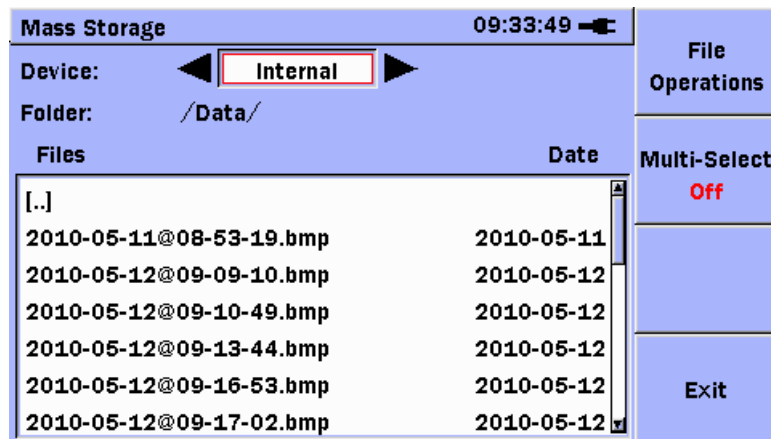 Mass Storage 09:33:49
Device: Internal
Folder: /Data/
Files Date
[..]
2010-05-11@08-53-19.bmp 2010-05-11
2010-05-12@09-09-10.bmp 2010-05-12
2010-05-12@09-10-49.bmp 2010-05-12
2010-05-12@09-13-44.bmp 2010-05-12
2010-05-12@09-16-53.bmp 2010-05-12
2010-05-12@09-17-02.bmp 2010-05-12
File
Operations
Multi-Select
Off
Exit